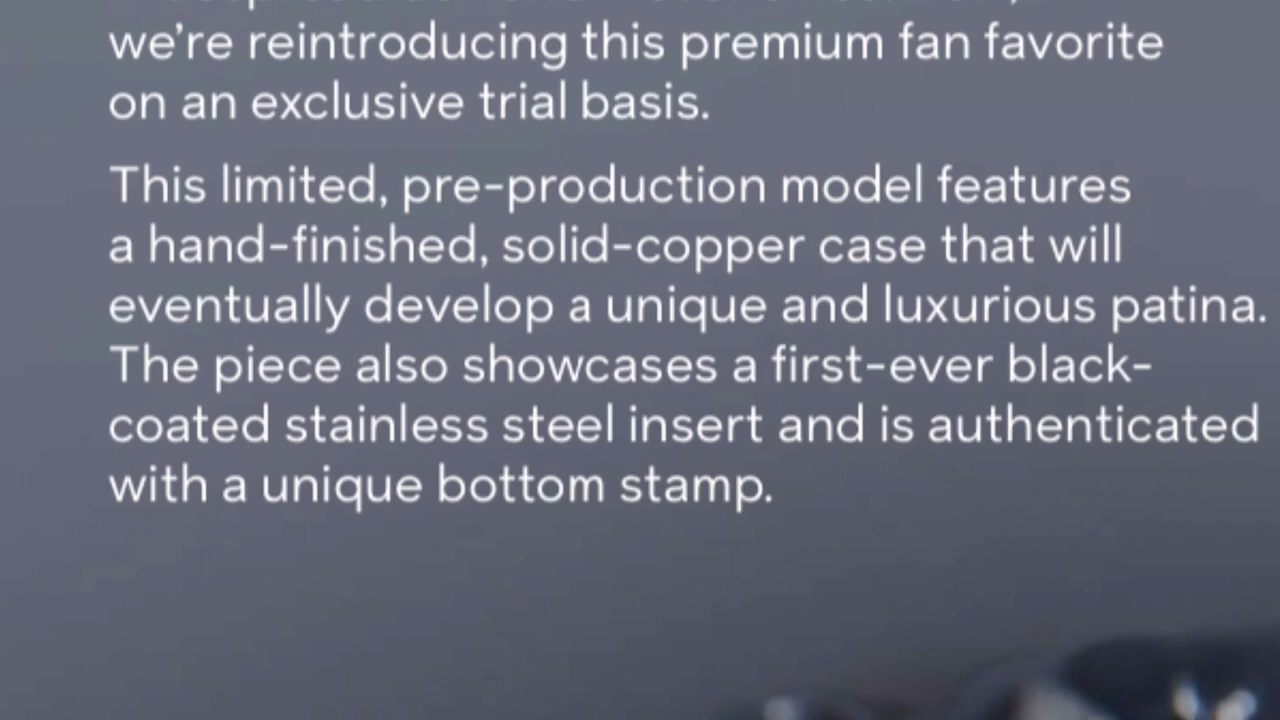 we're reintroducing this premium fan favorite
on an exclusive trial basis.
This limited, pre-production model features
a hand-finished, solid-copper case that will
eventually develop a unique and luxurious patina.
The piece also showcases a first-ever black-
coated stainless steel insert and is authenticated
with a unique bottom stamp.